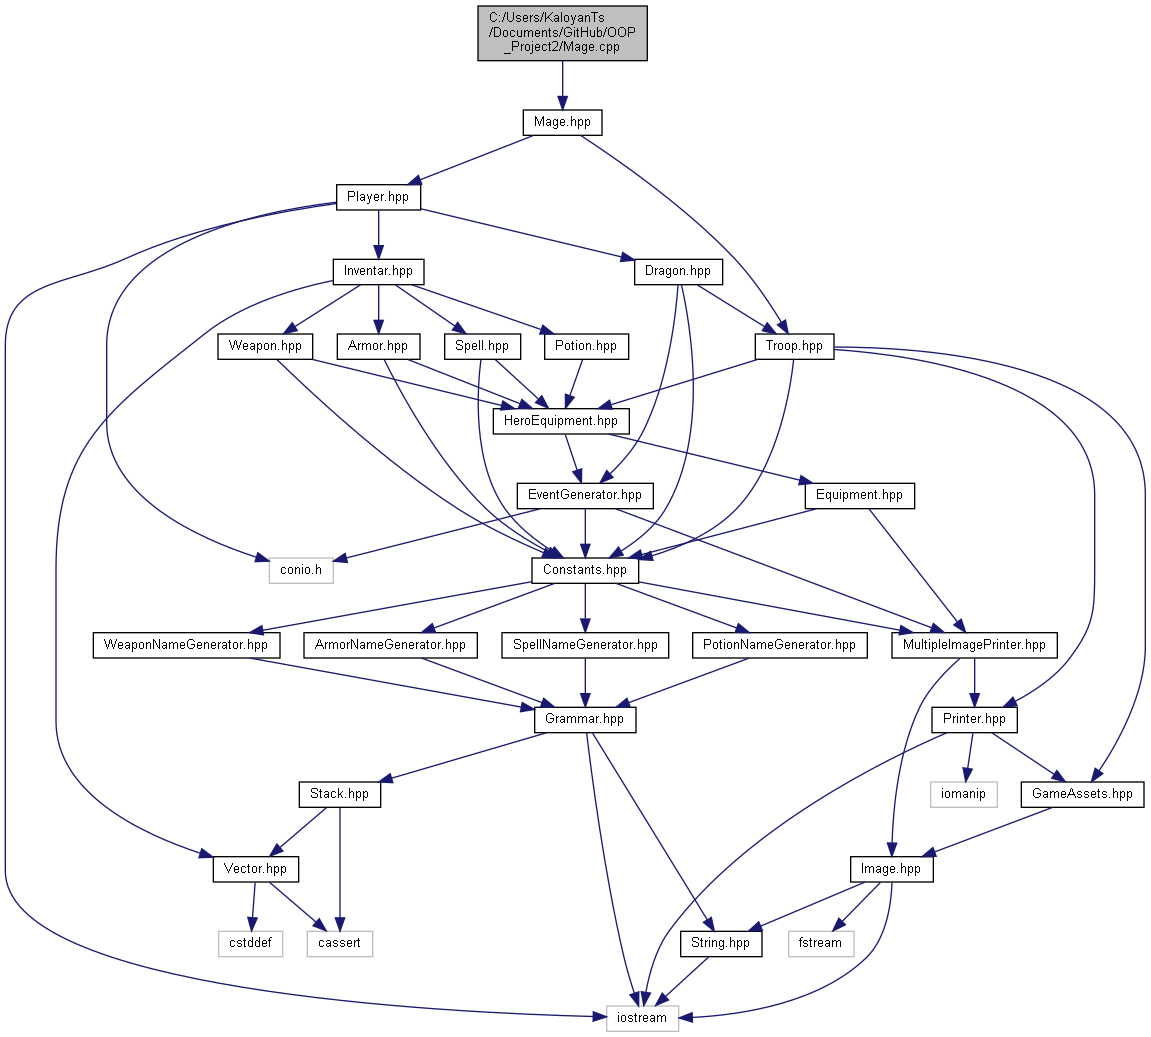 C:/Users/KaloyanTs
/Documents/GitHub/OOP
_Project2/Mage.cpp
Mage.hpp
Player.hpp
Inventar.hpp
Dragon.hpp
Weapon.hpp
Armor.hpp
Spell.hpp
Potion.hpp
Troop.hpp
HeroEquipment.hpp
EventGenerator.hpp
Equipment.hpp
conio.h
Constants.hpp
WeaponNameGenerator.hpp
ArmorNameGenerator.hpp
SpellNameGenerator.hpp
PotionNameGenerator.hpp
MultipleImagePrinter.hpp
Grammar.hpp
Printer.hpp
Stack.hpp
iomanip
GameAssets.hpp
Vector.hpp
Image.hpp
cstddef
cassert
String.hpp
fstream
iostream